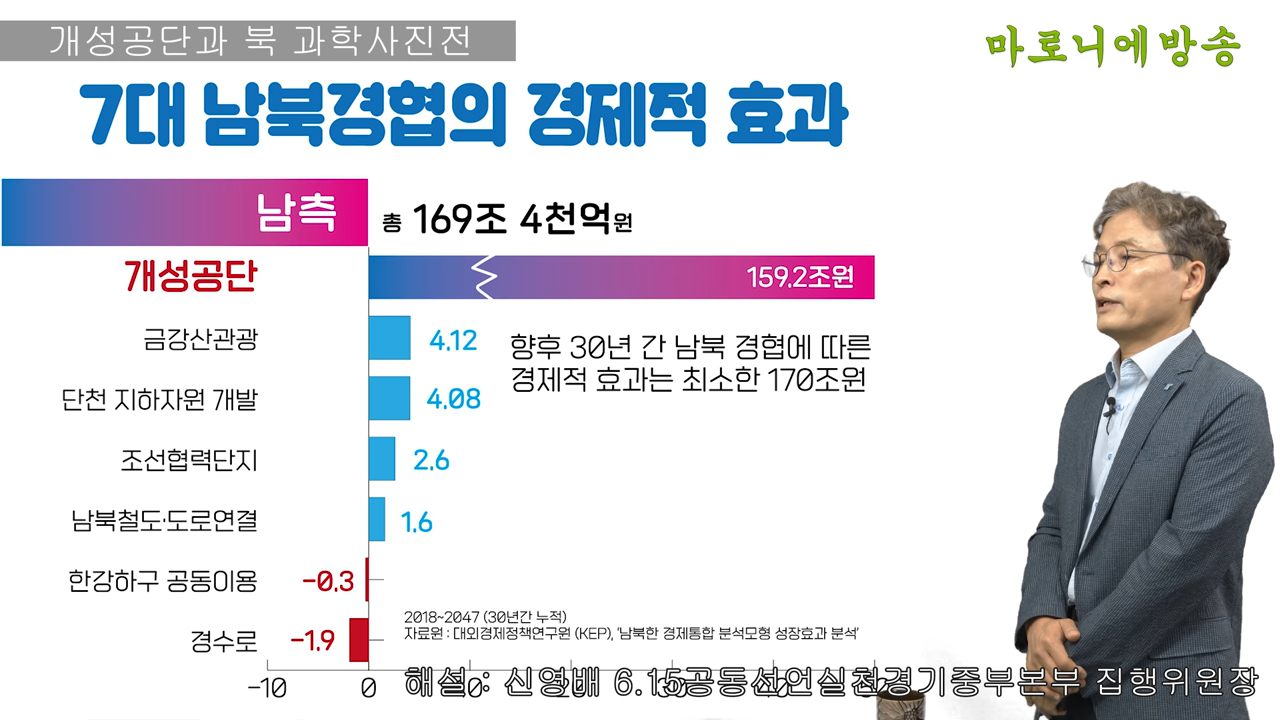 개성공단과 북 과학사진전
마로니에방송
7대 남북경협의 경제적 효과
남측
총 169조 4천억원
개성공단
159.2조원
금강산관광
4.12
향후 30년 간 남북 경협에 따른
경제적 효과는 최소한 170조원
단천 지하자원 개발
4.08
조선협력단지
2.6
남북철도·도로연결
1.6
한강하구 공동이용
-0.3
경수로
-1.9
2018~2047 (30년간 누적)
자료원 : 대외경제정책연구원 (KEP), '남북한 경제통합 분석모형 성장효과 분석'
-10
0
해설 : 신영배 6.15공동선언실천경기중부본부 집행위원장